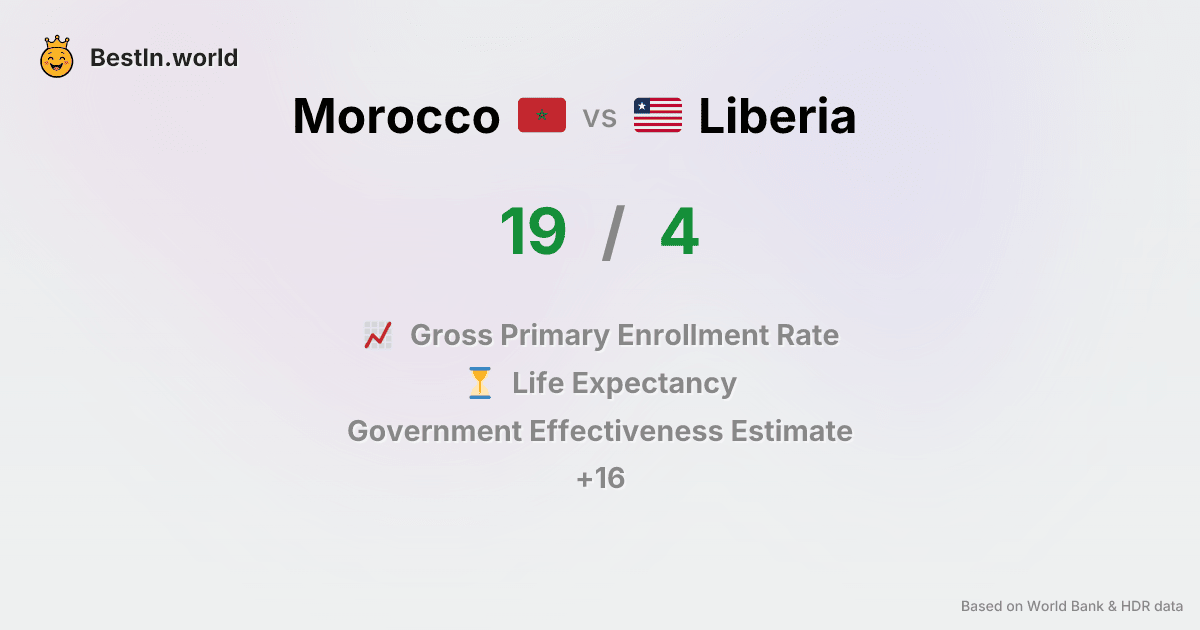 BestIn.world
Morocco vs Liberia
19 / 4
Gross Primary Enrollment Rate
Life Expectancy
Government Effectiveness Estimate
+16
Based on World Bank & HDR data